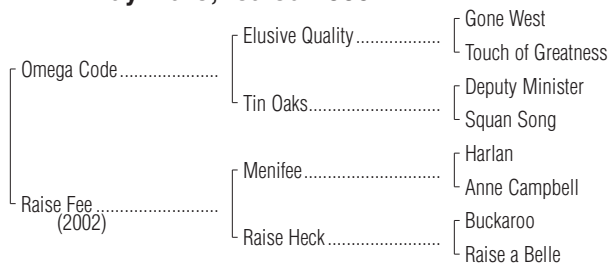 Gone West
Elusive Quality
Touch of Greatness
Omega Code
Deputy Minister
Tin Oaks
Squan Song
Harlan
Menifee
Anne Campbell
Raise Fee
(2002)
Buckaroo
Raise Heck
Raise a Belle